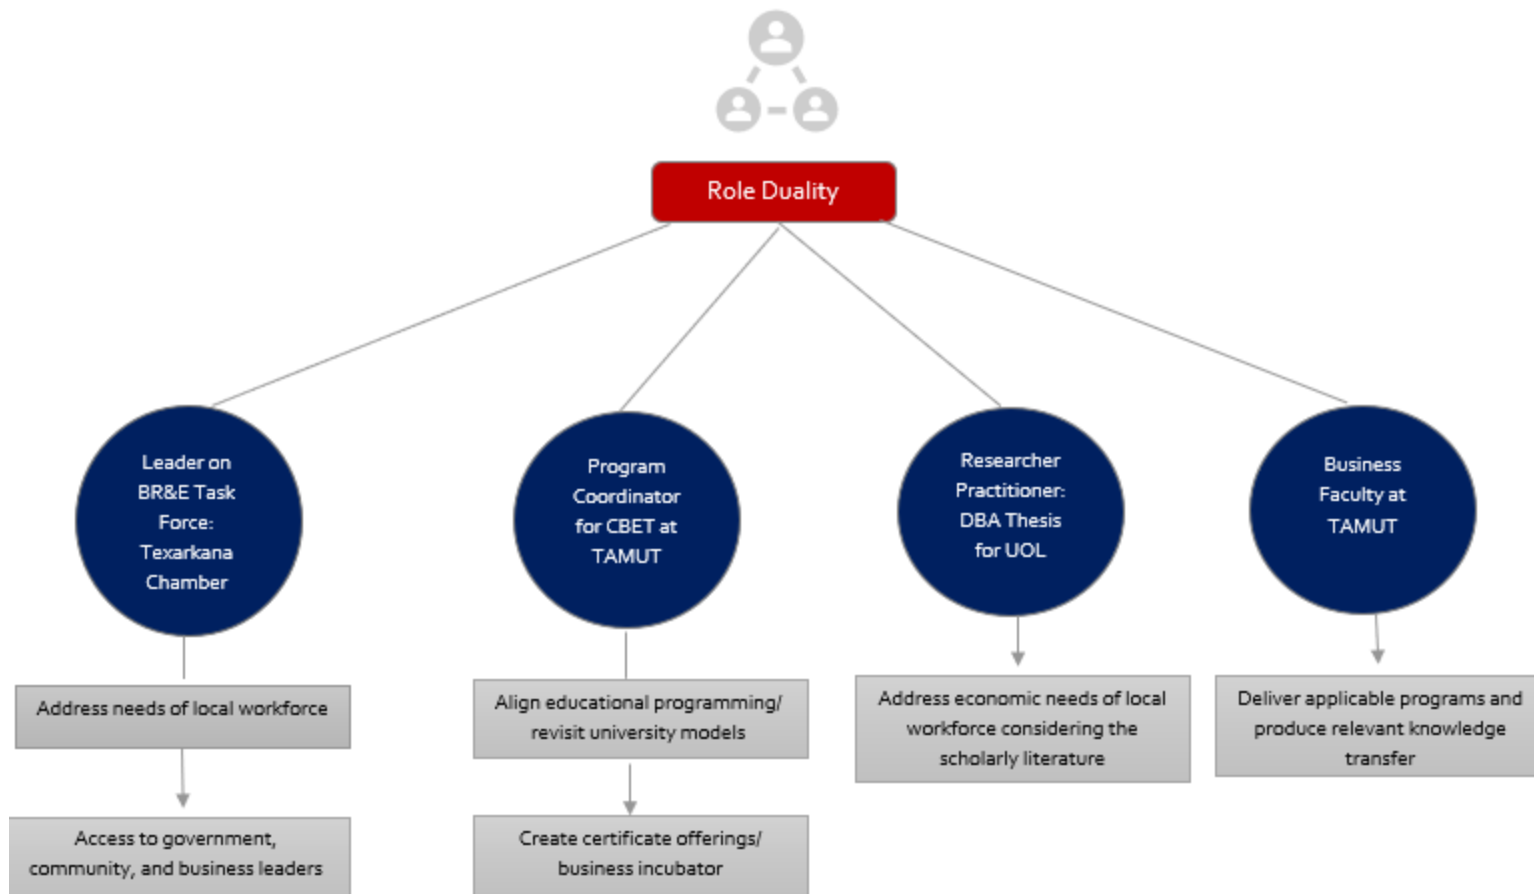 Role Duality
Leader on
BR&E Task
Force:
Texarkana
Chamber
Program
Coordinator
for CBET at
TAMUT
Researcher
Practitioner:
DBA Thesis
for UOL
Business
Faculty at
TAMUT
Address needs of local workforce
Align educational programming/
revisit university models
Address economic needs of local
workforce considering the
scholarly literature
Deliver applicable programs and
produce relevant knowledge
transfer
Access to government,
community, and business leaders
Create certificate offerings/
business incubator